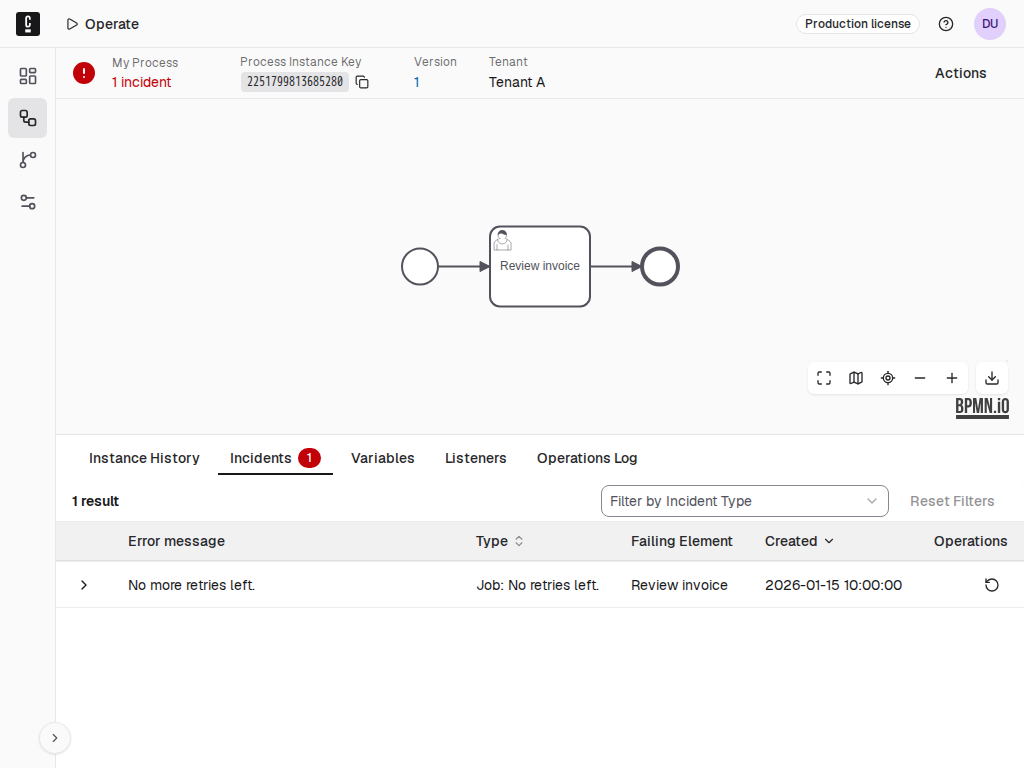 Operate
Production license
DU
My Process
1 incident
Process Instance Key
2251799813685280
Version
1
Tenant
Tenant A
Actions
Review invoice
BPMN.iO
Instance History
Incidents 1
Variables
Listeners
Operations Log
1 result
Filter by Incident Type
Reset Filters
Error message
Type
Failing Element
Created
Operations
No more retries left.
Job: No retries left.
Review invoice
2026-01-15 10:00:00